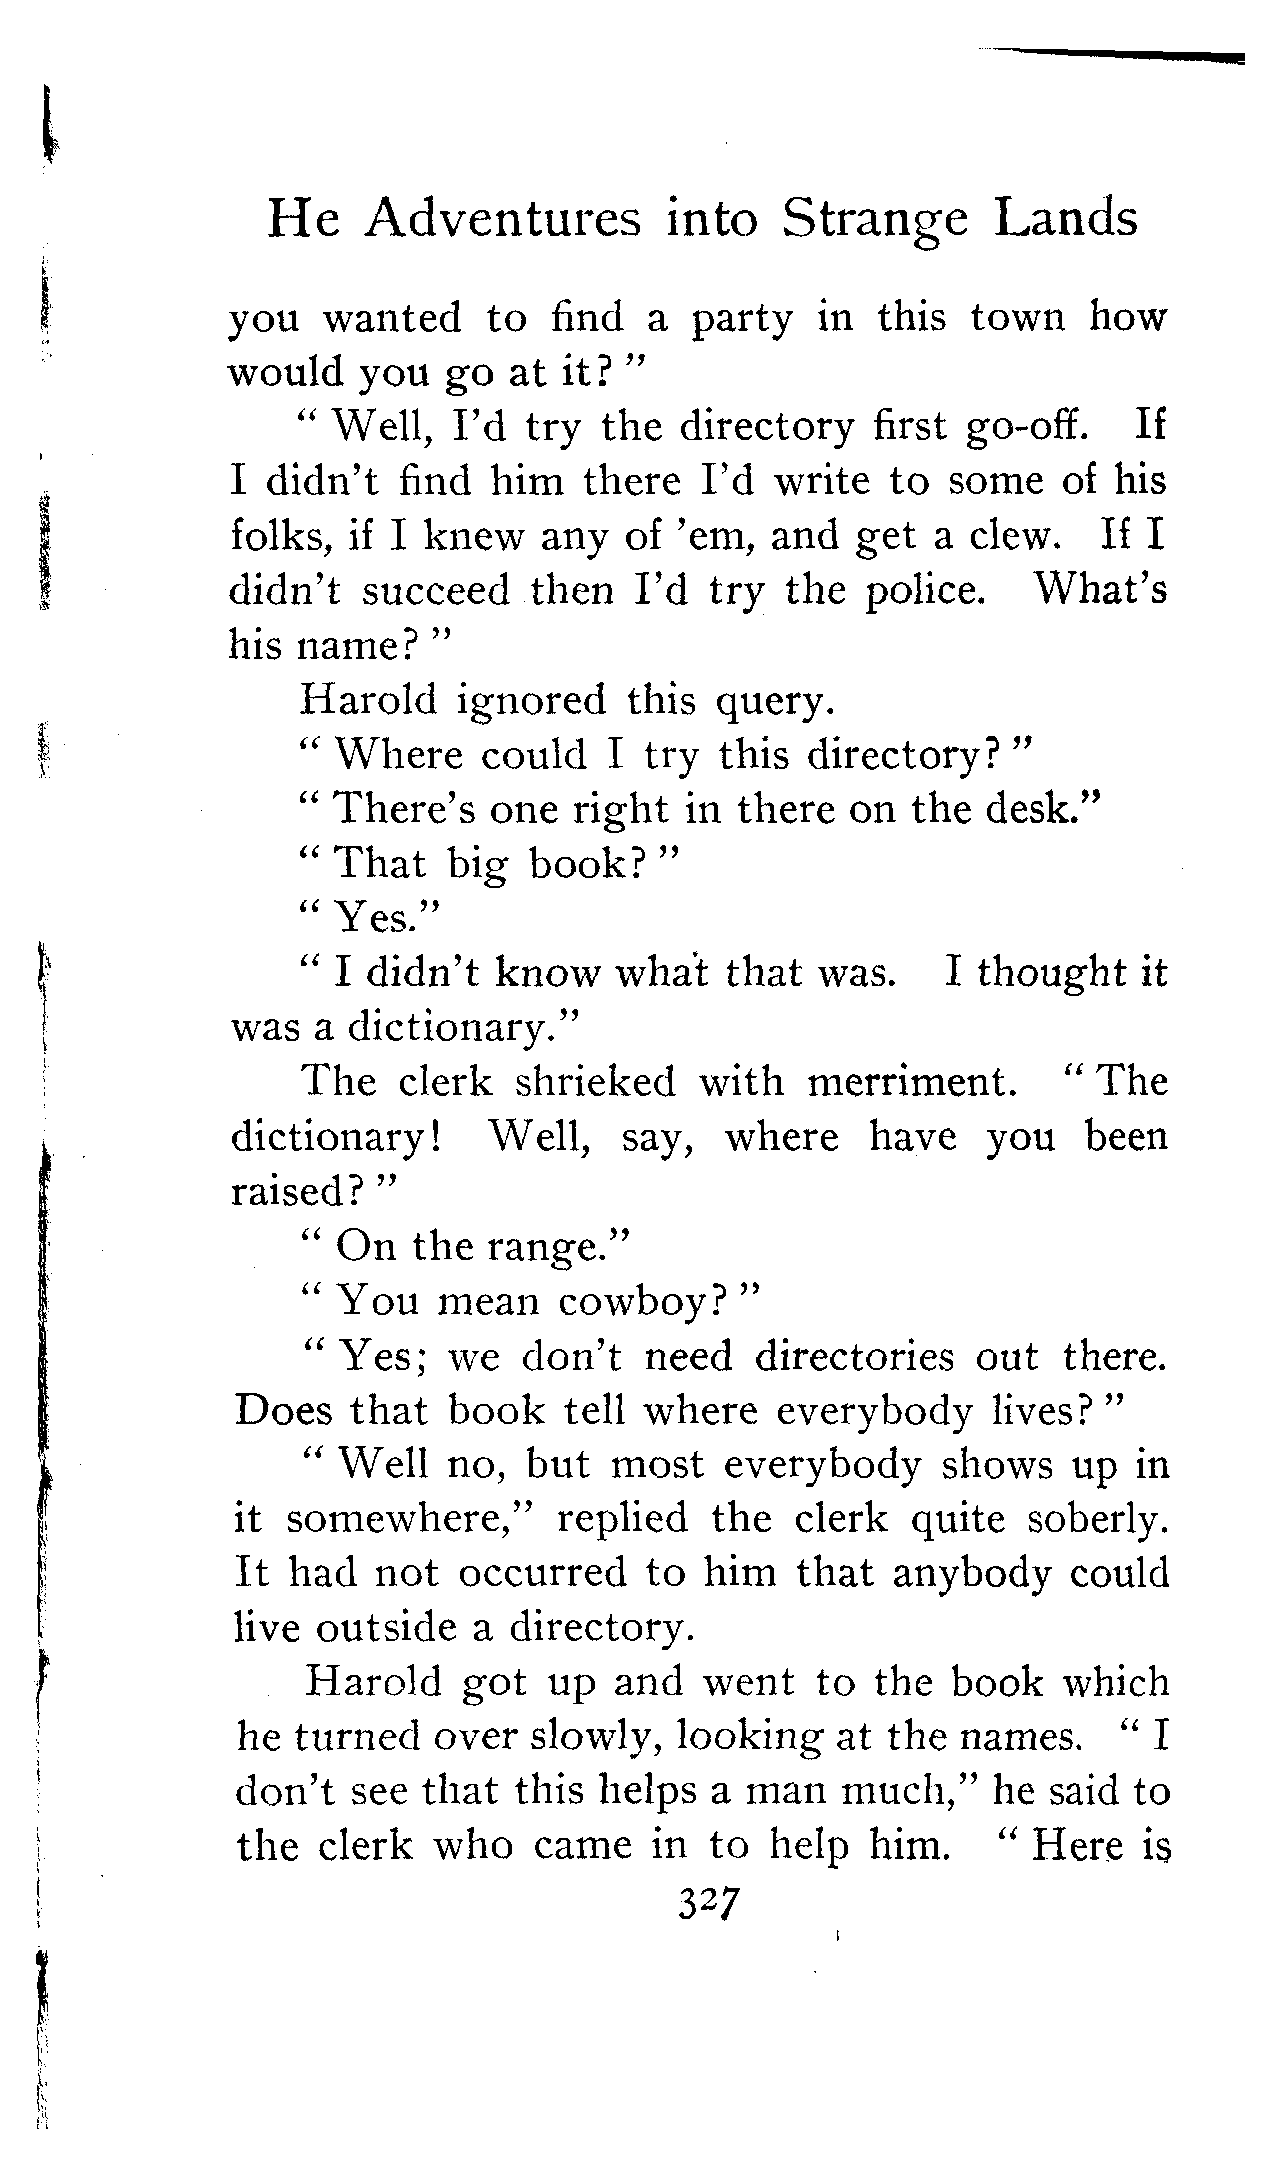 He Adventures into Strange Lands
you wanted to find a party in this town how
would you go at it? "
" Well, I'd try the directory first go-off. If
I didn't find him there I'd write to some of his
folks, if I knew any of 'em, and get a clew. If I
didn't succeed then I'd try the police. What's
his name? "
Harold ignored this query.
" Where could I try this directory? "
" There's one right in there on the desk."
" That big book? "
" Yes."
" I didn't know what that was. I thought it
was a dictionary."
The clerk shrieked with merriment. " The
dictionary! Well, say, where have you been
raised? "
" On the range."
" You mean cowboy? "
" Yes; we don't need directories out there.
Does that book tell where everybody lives? "
" Well no, but most everybody shows up in
it somewhere," replied the clerk quite soberly.
It had not occurred to him that anybody could
live outside a directory.
Harold got up and went to the book which
he turned over slowly, looking at the names. " I
don't see that this helps a man much," he said to
the clerk who came in to help him. " Here is
327